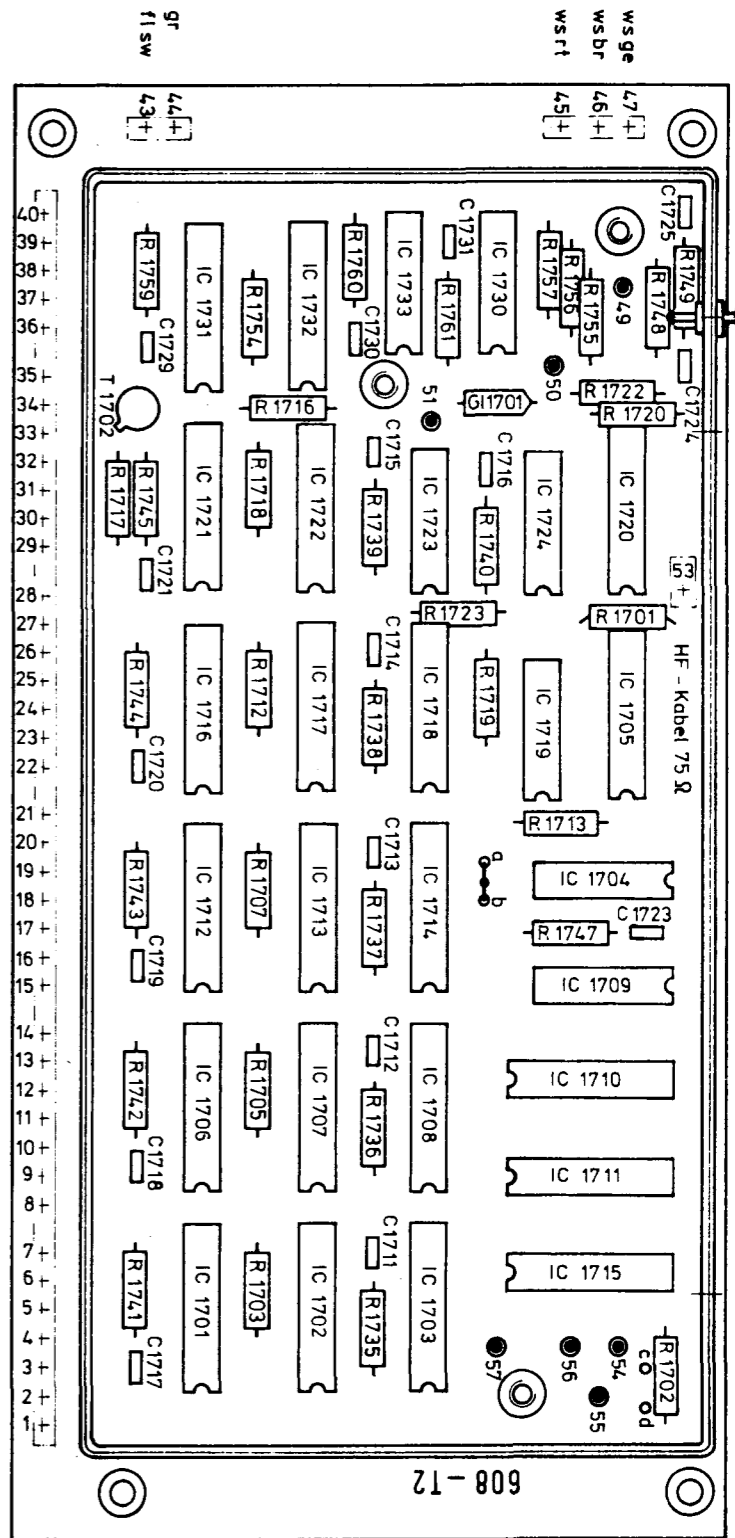 gr
fl sw
ws rt
ws br
ws ge
43
44
45
46
47
40
39
38
37
36
35
34
33
32
31
30
29
28
27
26
25
24
23
22
21
20
19
18
17
16
15
14
13
12
11
10
9
8
7
6
5
4
3
2
1
C 1725
R 1759
IC 1731
R 1754
IC 1732
R 1760
IC 1733
C 1731
R 1761
IC 1730
R 1757
R 1756
R 1755
49
R 1748
R 1749
C 1729
C 1730
50
C 1724
T 1702
R 1716
51
GI1701
R 1722
R 1720
R 1717
R 1745
IC 1721
R 1718
IC 1722
C 1715
R 1739
IC 1723
C 1716
R 1740
IC 1724
IC 1720
C 1721
53
R 1723
R 1701
R 1744
IC 1716
R 1712
IC 1717
C 1714
R 1738
IC 1718
R 1719
IC 1719
IC 1705
HF - Kabel 75 Ω
C 1720
R 1713
R 1743
IC 1712
R 1707
IC 1713
C 1713
R 1737
IC 1714
a
b
IC 1704
C 1723
R 1747
C 1719
IC 1709
R 1742
IC 1706
R 1705
IC 1707
C 1712
R 1736
IC 1708
IC 1710
C 1718
IC 1711
R 1741
IC 1701
R 1703
IC 1702
C 1711
R 1735
IC 1703
IC 1715
C 1717
57
56
54
55
c
d
R 1702
608-T2